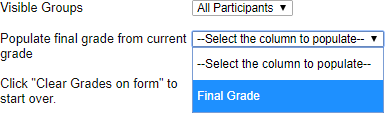 Visible Groups All Participants
Populate final grade from current --Select the column to populate--
grade
--Select the column to populate--
Click "Clear Grades on form" to
start over.
Final Grade